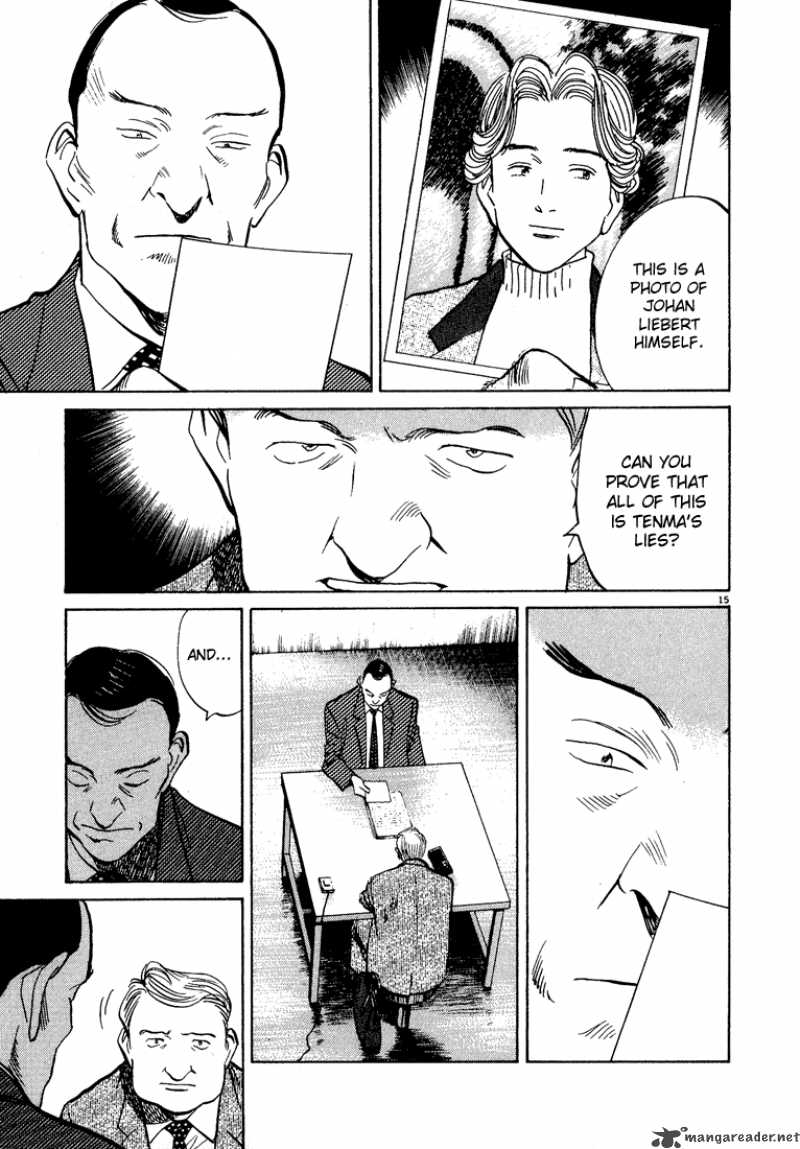 THIS IS A
PHOTO OF
JOHAN
LIEBERT
HIMSELF.
CAN YOU
PROVE THAT
ALL OF THIS
IS TENMA'S
LIES?
15
AND...
mangareader.net